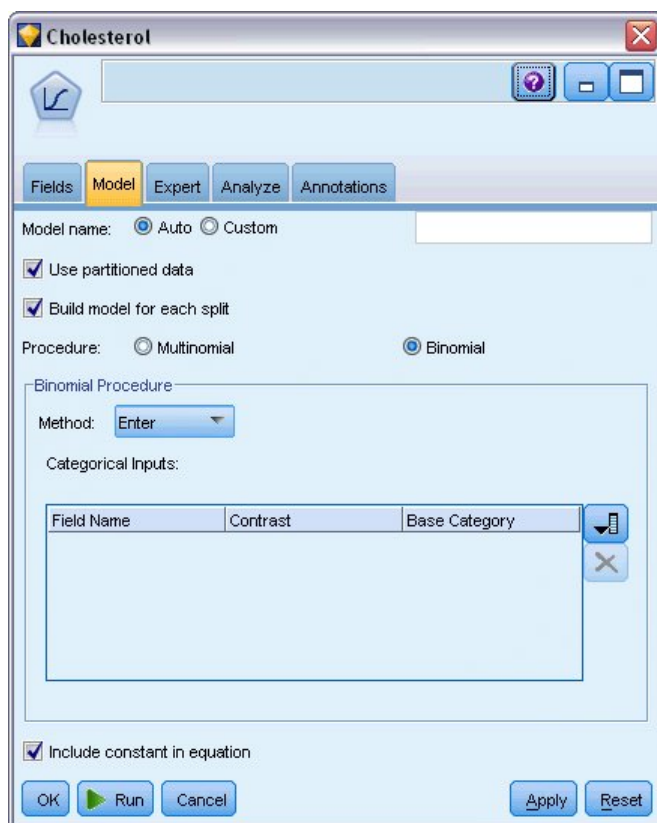 Cholesterol
Fields Model Expert Analyze Annotations
Model name: Auto Custom
Use partitioned data
Build model for each split
Procedure: Multinomial Binomial
Binomial Procedure
Method: Enter
Categorical Inputs:
Field Name Contrast Base Category
Include constant in equation
OK Run Cancel Apply Reset